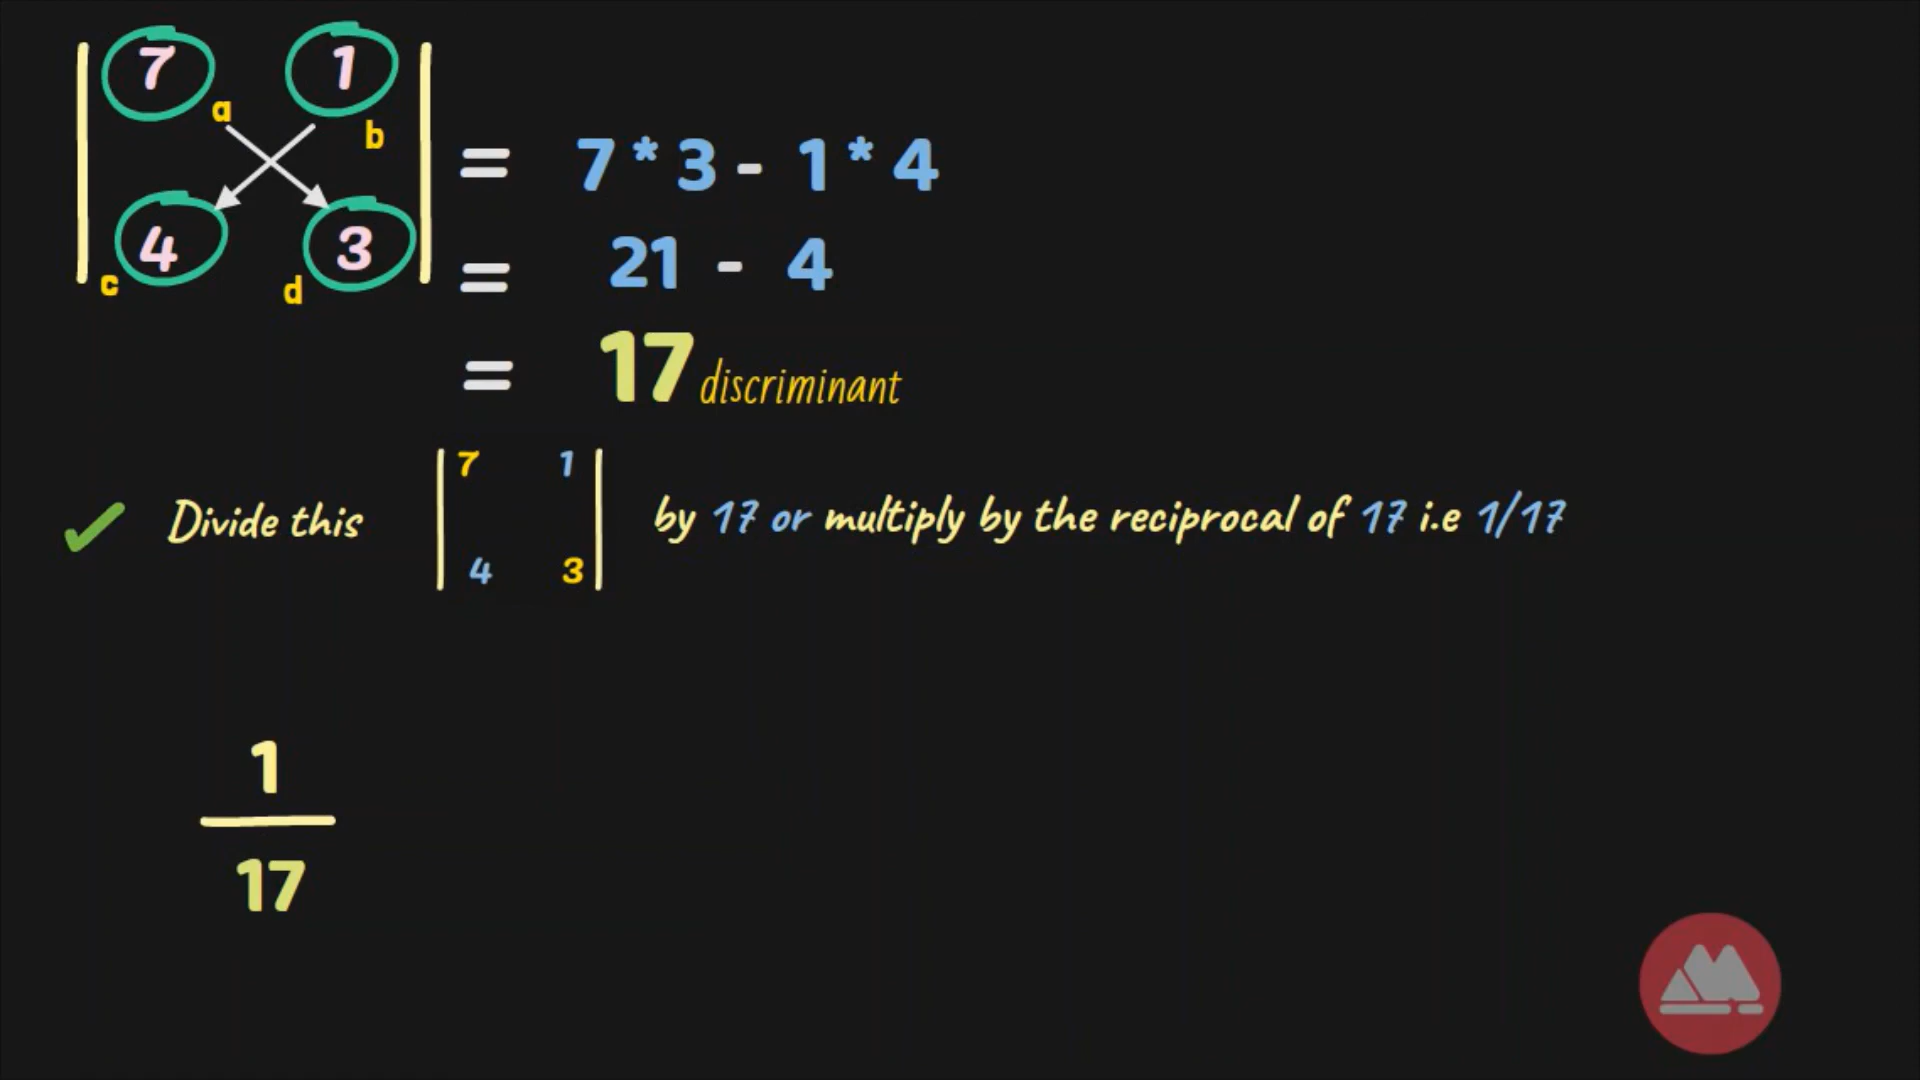 7 1
a
b
= 7 * 3 - 1 * 4
4 3
c d
= 21 - 4
= 17 discriminant
7 1
✓ Divide this by 17 or multiply by the reciprocal of 17 i.e 1/17
4 3
1
17